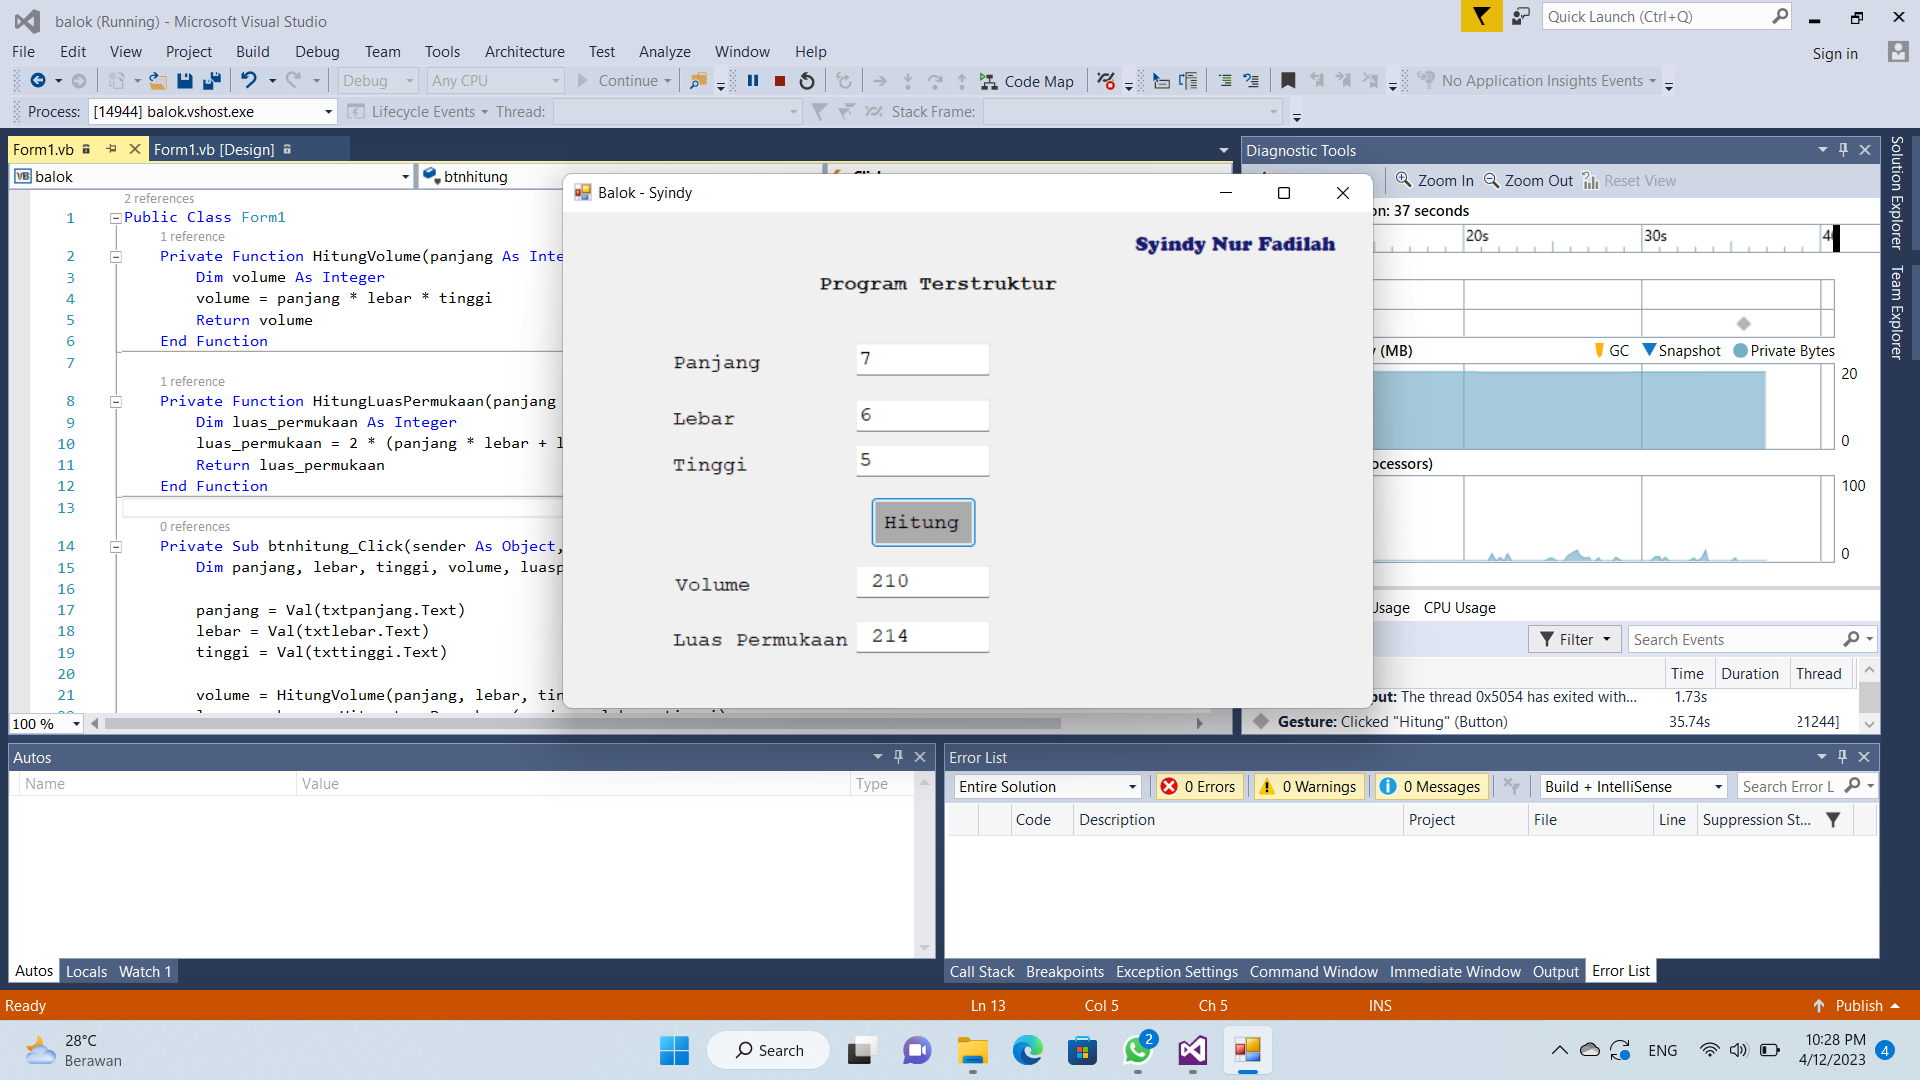 balok (Running) - Microsoft Visual Studio
Quick Launch (Ctrl+Q)
File Edit View Project Build Debug Team Tools Architecture Test Analyze Window Help
Sign in
Debug Any CPU Continue Code Map No Application Insights Events
Process: [14944] balok.vshost.exe Lifecycle Events Thread: Stack Frame:
Form1.vb Form1.vb [Design]
balok btnhitung
2 references
1 Public Class Form1
1 reference
2 Private Function HitungVolume(panjang As Inte
3 Dim volume As Integer
4 volume = panjang * lebar * tinggi
5 Return volume
6 End Function
7
1 reference
8 Private Function HitungLuasPermukaan(panjang
9 Dim luas_permukaan As Integer
10 luas_permukaan = 2 * (panjang * lebar + l
11 Return luas_permukaan
12 End Function
13
0 references
14 Private Sub btnhitung_Click(sender As Object,
15 Dim panjang, lebar, tinggi, volume, luasp
16
17 panjang = Val(txtpanjang.Text)
18 lebar = Val(txtlebar.Text)
19 tinggi = Val(txttinggi.Text)
20
21 volume = HitungVolume(panjang, lebar, tin
100 %
Balok - Syindy
Syindy Nur Fadilah
Program Terstruktur
Panjang 7
Lebar 6
Tinggi 5
Hitung
Volume 210
Luas Permukaan 214
Diagnostic Tools
Zoom In Zoom Out Reset View
on: 37 seconds
20s 30s
(MB) GC Snapshot Private Bytes
20
0
ocessors)
100
0
Usage CPU Usage
Filter Search Events
Time Duration Thread
put: The thread 0x5054 has exited with... 1.73s
Gesture: Clicked "Hitung" (Button) 35.74s 21244]
Solution Explorer
Team Explorer
Autos
Name Value Type
Autos Locals Watch 1
Error List
Entire Solution 0 Errors 0 Warnings 0 Messages Build + IntelliSense Search Error L
Code Description Project File Line Suppression St...
Call Stack Breakpoints Exception Settings Command Window Immediate Window Output Error List
Ready Ln 13 Col 5 Ch 5 INS Publish
28°C
Berawan
Search
2
ENG
10:28 PM
4/12/2023
4